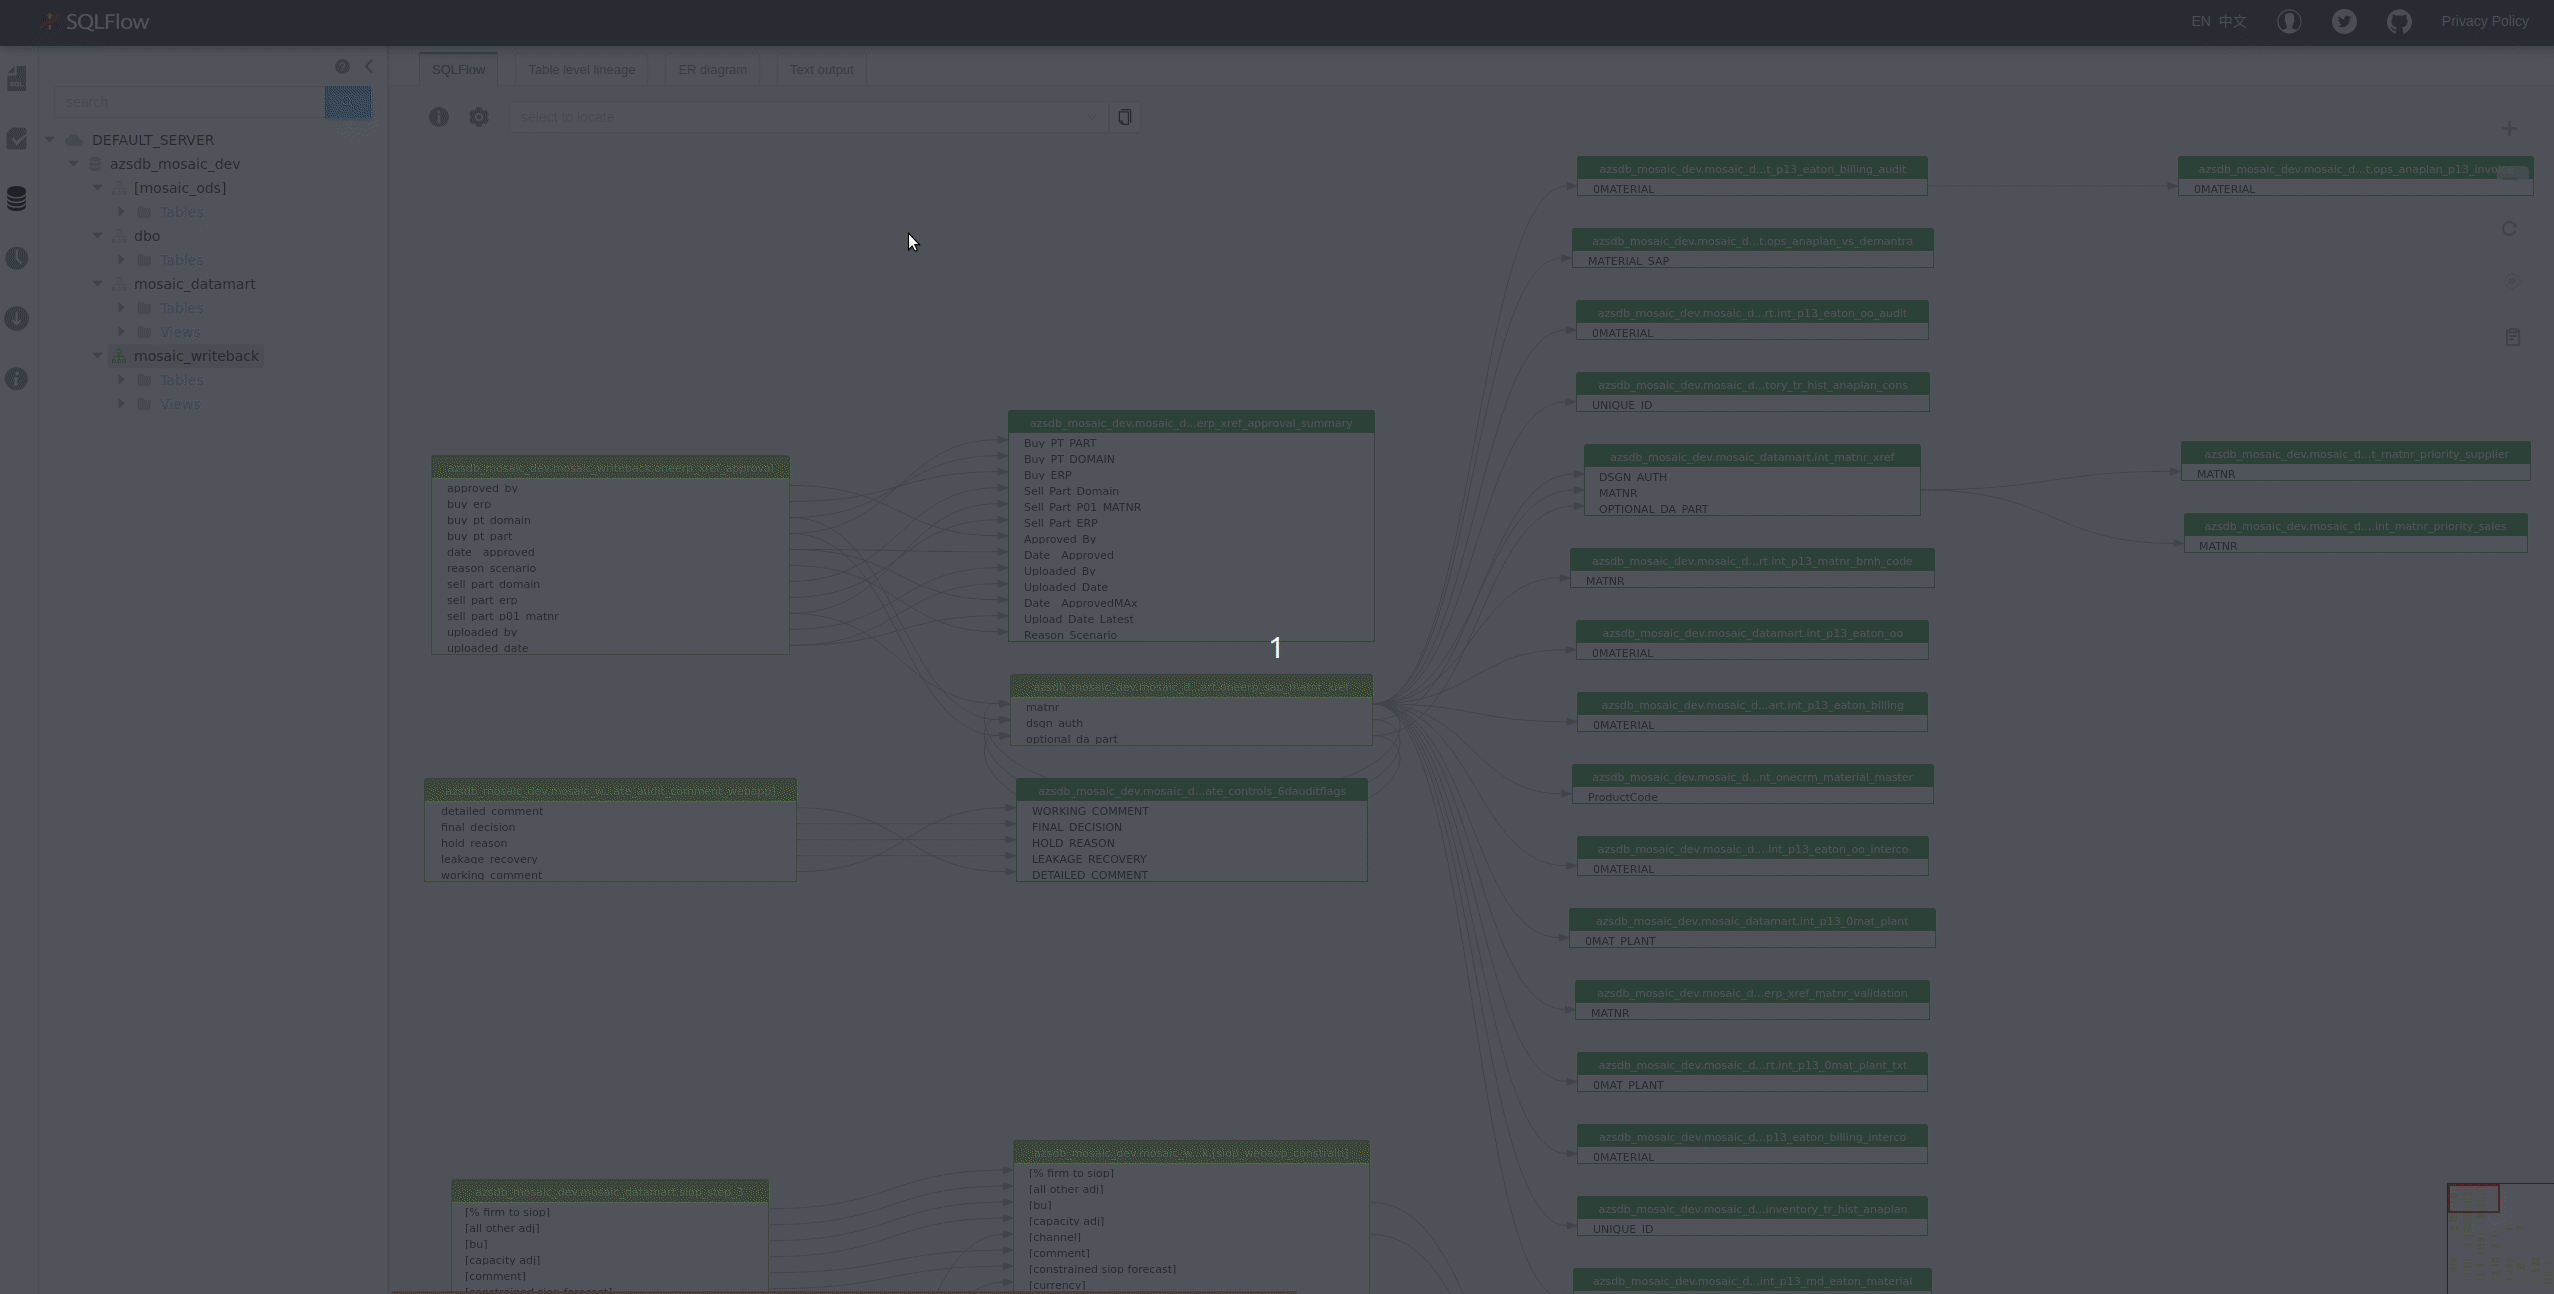 SQLFlow
EN 中文
Privacy Policy
search
DEFAULT_SERVER
azsdb_mosaic_dev
[mosaic_ods]
Tables
dbo
Tables
mosaic_datamart
Tables
Views
mosaic_writeback
Tables
Views
SQLFlow
Table level lineage
ER diagram
Text output
select to locate
azsdb_mosaic_dev.mosaic_writeback.oneerp_xref_approval
approved_by
buy_erp
buy_pt_domain
buy_pt_part
date__approved
reason_scenario
sell_part_domain
sell_part_erp
sell_part_p01_matnr
uploaded_by
uploaded_date
azsdb_mosaic_dev.mosaic_w...ate_audit_comment_webapp]
detailed_comment
final_decision
hold_reason
leakage_recovery
working_comment
azsdb_mosaic_dev.mosaic_datamart.siop_step_3
[% firm to siop]
[all other adj]
[bu]
[capacity adj]
[comment]
[constrained siop forecast]
azsdb_mosaic_dev.mosaic_d...erp_xref_approval_summary
Buy_PT_PART
Buy_PT_DOMAIN
Buy_ERP
Sell_Part_Domain
Sell_Part_P01_MATNR
Sell_Part_ERP
Approved_By
Date__Approved
Uploaded_By
Uploaded_Date
Date__ApprovedMAx
Upload_Date_Latest
Reason_Scenario
1
azsdb_mosaic_dev.mosaic_d...art.oneerp_sap_matnr_xref
matnr
dsgn_auth
optional_da_part
azsdb_mosaic_dev.mosaic_d...ate_controls_6dauditflags
WORKING_COMMENT
FINAL_DECISION
HOLD_REASON
LEAKAGE_RECOVERY
DETAILED_COMMENT
azsdb_mosaic_dev.mosaic_w...k.[siop_webapp_constrain]
[% firm to siop]
[all other adj]
[bu]
[capacity adj]
[channel]
[comment]
[constrained siop forecast]
[currency]
azsdb_mosaic_dev.mosaic_d...t_p13_eaton_billing_audit
0MATERIAL
azsdb_mosaic_dev.mosaic_d...t.ops_anaplan_vs_demantra
MATERIAL_SAP
azsdb_mosaic_dev.mosaic_d...rt.int_p13_eaton_oo_audit
0MATERIAL
azsdb_mosaic_dev.mosaic_d...tory_tr_hist_anaplan_cons
UNIQUE_ID
azsdb_mosaic_dev.mosaic_datamart.int_matnr_xref
DSGN_AUTH
MATNR
OPTIONAL_DA_PART
azsdb_mosaic_dev.mosaic_d...rt.int_p13_matnr_bmh_code
MATNR
azsdb_mosaic_dev.mosaic_datamart.int_p13_eaton_oo
0MATERIAL
azsdb_mosaic_dev.mosaic_d...art.int_p13_eaton_billing
0MATERIAL
azsdb_mosaic_dev.mosaic_d...nt_onecrm_material_master
ProductCode
azsdb_mosaic_dev.mosaic_d....int_p13_eaton_oo_interco
0MATERIAL
azsdb_mosaic_dev.mosaic_datamart.int_p13_0mat_plant
0MAT_PLANT
azsdb_mosaic_dev.mosaic_d...erp_xref_matnr_validation
MATNR
azsdb_mosaic_dev.mosaic_d...rt.int_p13_0mat_plant_txt
0MAT_PLANT
azsdb_mosaic_dev.mosaic_d...p13_eaton_billing_interco
0MATERIAL
azsdb_mosaic_dev.mosaic_d...inventory_tr_hist_anaplan
UNIQUE_ID
azsdb_mosaic_dev.mosaic_d...int_p13_md_eaton_material
0MATERIAL
azsdb_mosaic_dev.mosaic_d...t_matnr_priority_supplier
MATNR
azsdb_mosaic_dev.mosaic_d....int_matnr_priority_sales
MATNR